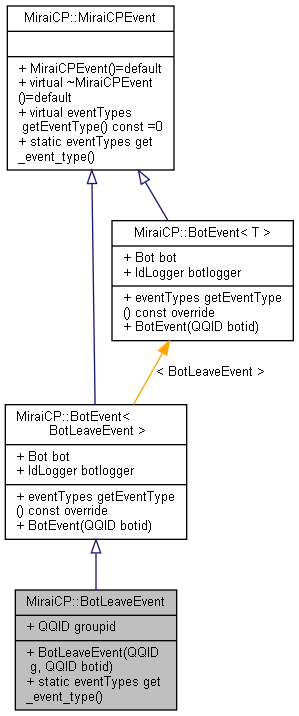 MiraiCP::MiraiCPEvent
+ MiraiCPEvent()=default
+ virtual ~MiraiCPEvent
()=default
+ virtual eventTypes
getEventType() const =0
+ static eventTypes get
_event_type()
MiraiCP::BotEvent< T >
+ Bot bot
+ IdLogger botlogger
+ eventTypes getEventType
() const override
+ BotEvent(QQID botid)
< BotLeaveEvent >
MiraiCP::BotEvent<
BotLeaveEvent >
+ Bot bot
+ IdLogger botlogger
+ eventTypes getEventType
() const override
+ BotEvent(QQID botid)
MiraiCP::BotLeaveEvent
+ QQID groupid
+ BotLeaveEvent(QQID
g, QQID botid)
+ static eventTypes get
_event_type()